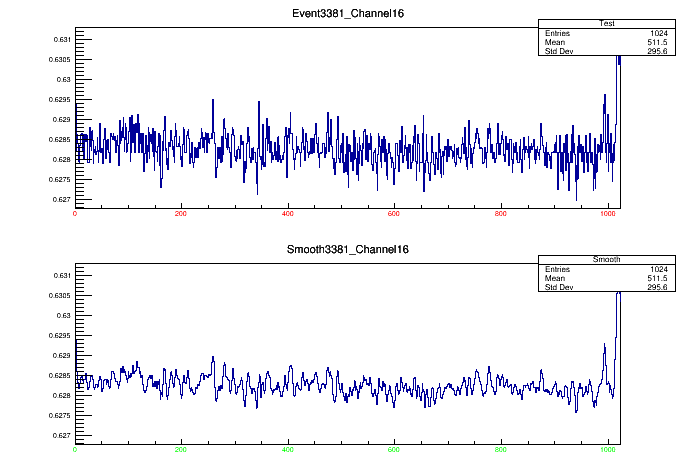 Event3381_Channel16
Test
Entries 1024
Mean 511.5
Std Dev 295.6
0.631
0.6305
0.63
0.6295
0.629
0.6285
0.628
0.6275
0.627
0 200 400 600 800 1000
Smooth3381_Channel16
Smooth
Entries 1024
Mean 511.5
Std Dev 295.6
0.631
0.6305
0.63
0.6295
0.629
0.6285
0.628
0.6275
0.627
0 200 400 600 800 1000